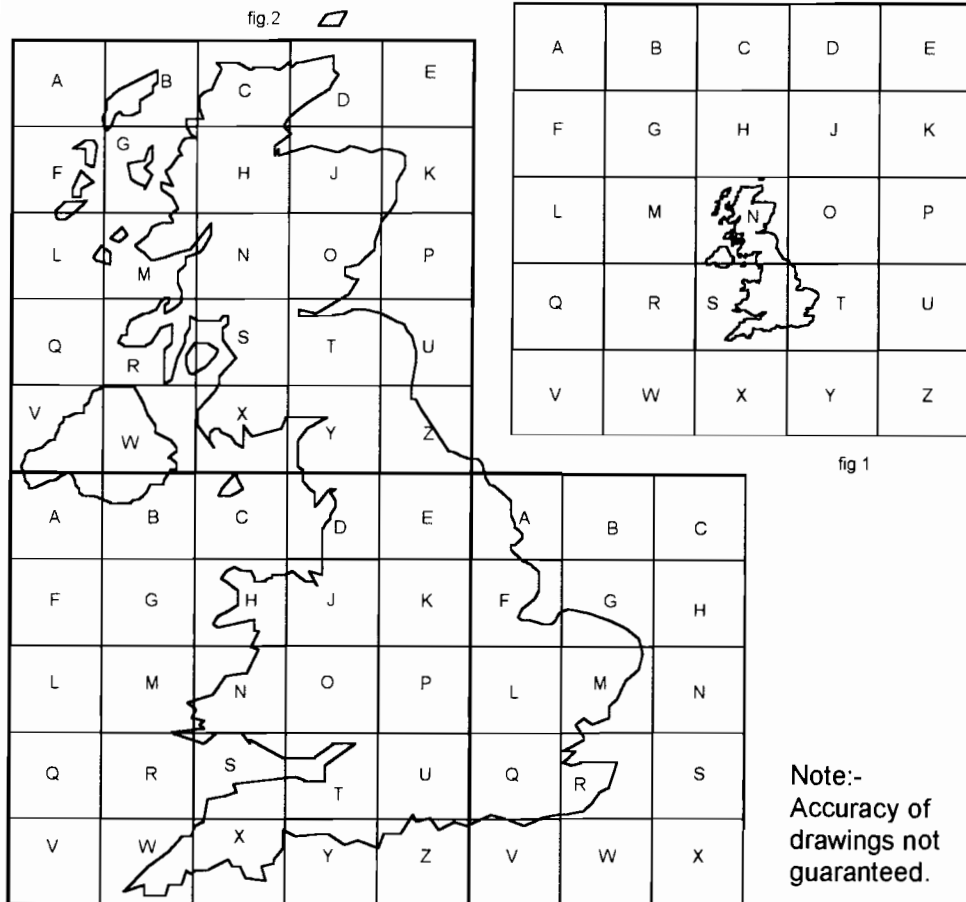 fig.2
A B C D E
F G H J K
L M N O P
Q R S T U
V W X Y Z
A B C D E A B C
F G H J K F G H
L M N O P L M N
Q R S T U Q R S
V W X Y Z V W X
A B C D E
F G H J K
L M N O P
Q R S T U
V W X Y Z
fig 1
Note:-
Accuracy of
drawings not
guaranteed.